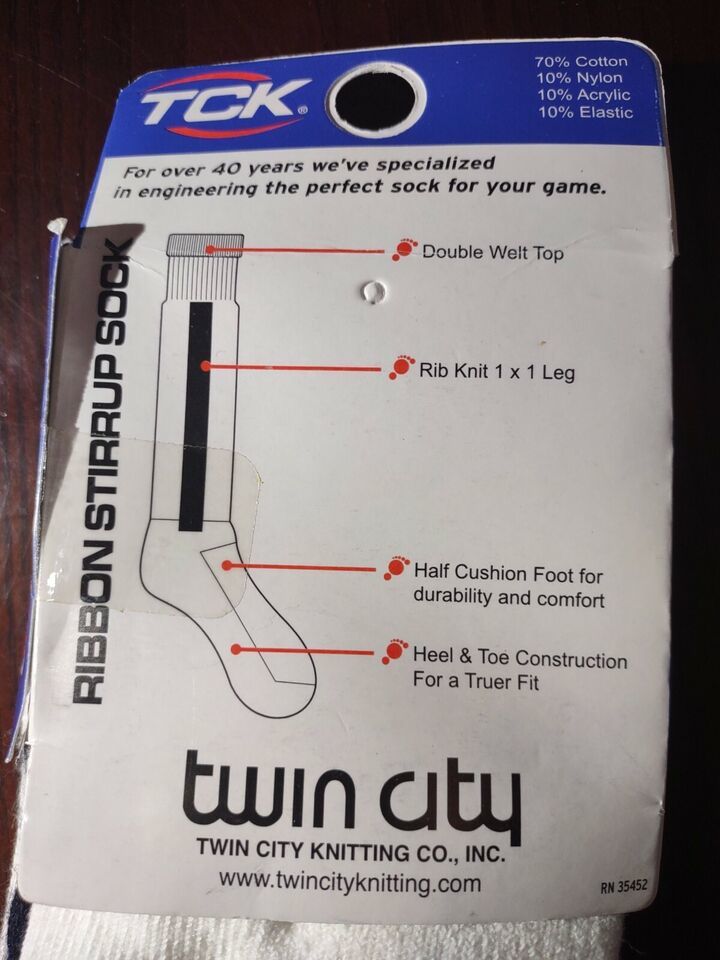 TCK®
70% Cotton
10% Nylon
10% Acrylic
10% Elastic
For over 40 years we've specialized
in engineering the perfect sock for your game.
RIBBON STIRRUP SOCK
Double Welt Top
Rib Knit 1 x 1 Leg
Half Cushion Foot for
durability and comfort
Heel & Toe Construction
For a Truer Fit
twin city
TWIN CITY KNITTING CO., INC.
www.twincityknitting.com
RN 35452